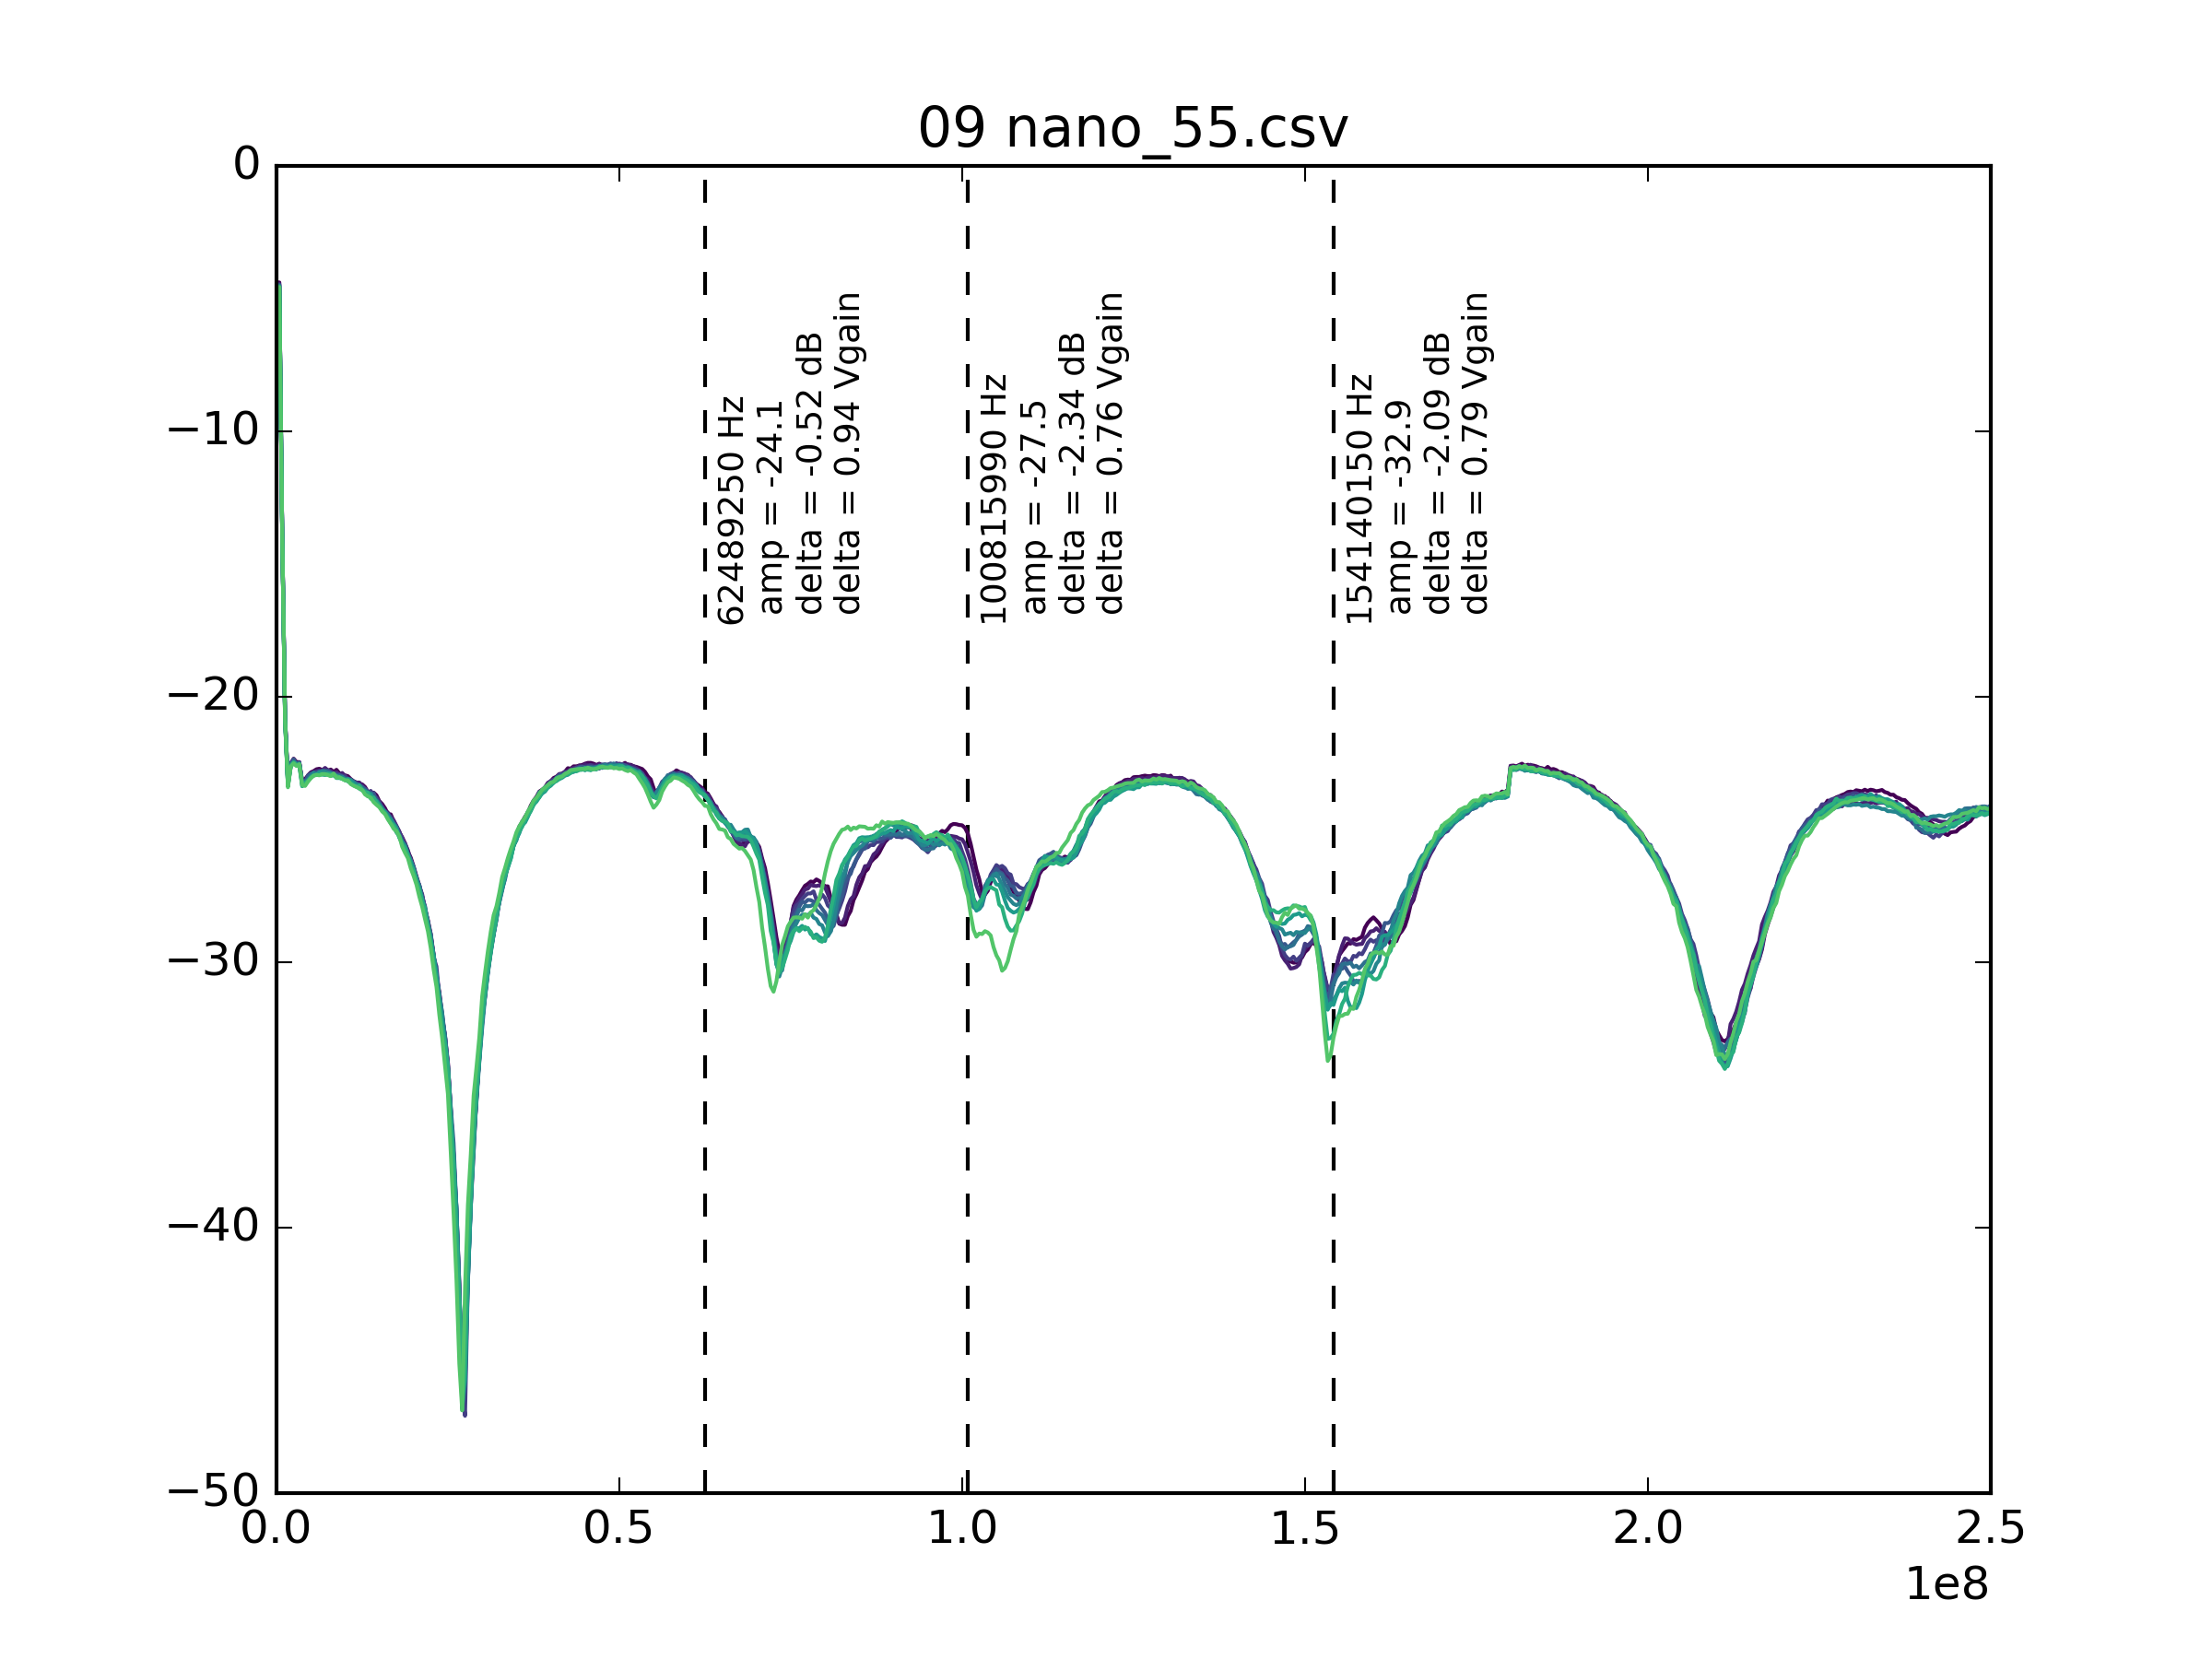 09 nano_55.csv
0
−10
−20
−30
−40
−50
62489250 Hz
amp = -24.1
delta = -0.52 dB
delta = 0.94 Vgain
100815990 Hz
amp = -27.5
delta = -2.34 dB
delta = 0.76 Vgain
154140150 Hz
amp = -32.9
delta = -2.09 dB
delta = 0.79 Vgain
0.0
0.5
1.0
1.5
2.0
2.5
1e8